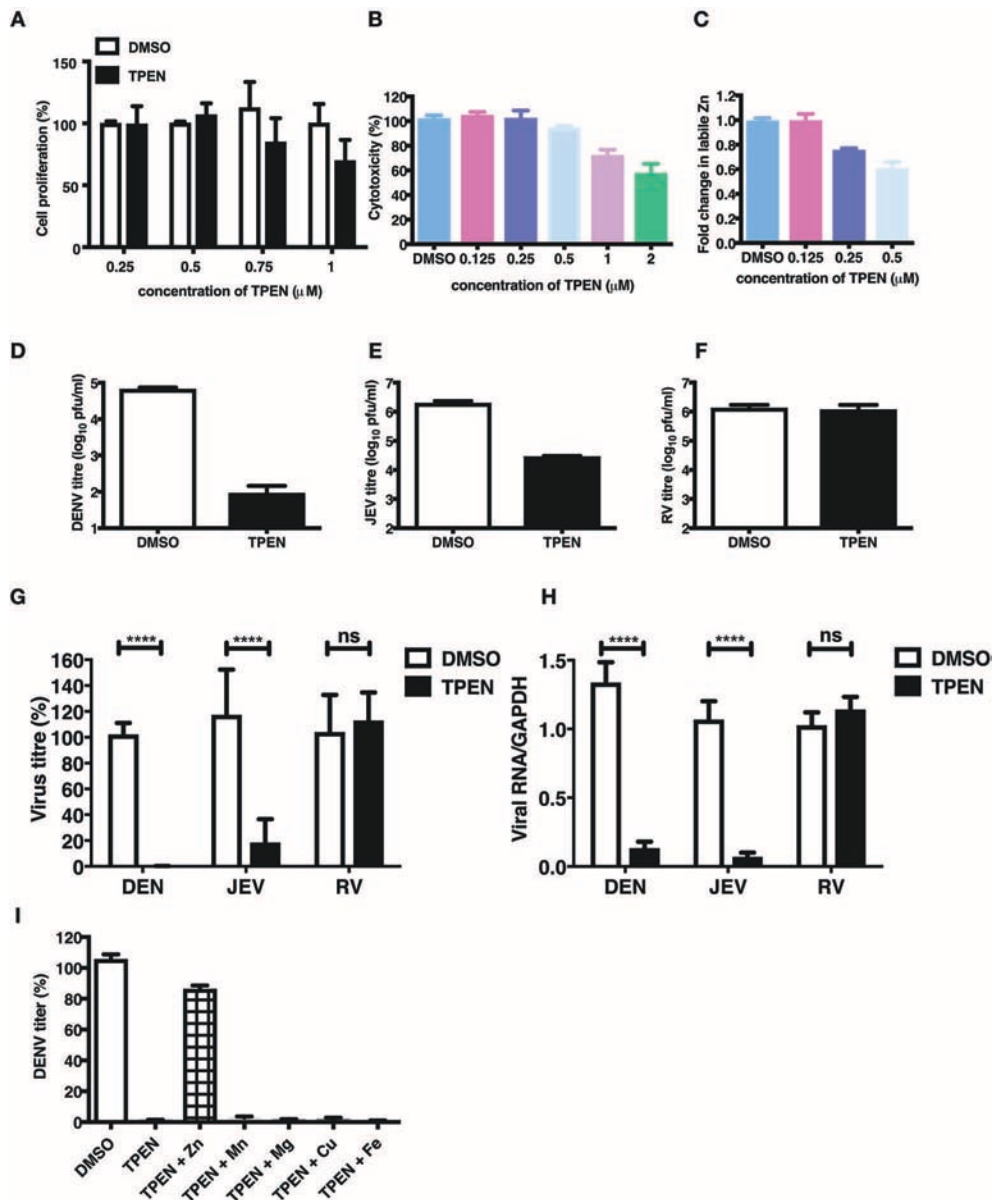 A
DMSO
TPEN
Cell proliferation (%)
150
100
50
0
0.25 0.5 0.75 1
concentration of TPEN (μM)
B
Cytotoxicity (%)
120
100
80
60
40
20
0
DMSO 0.125 0.25 0.5 1 2
concentration of TPEN (μM)
C
Fold change in labile Zn
1.2
1.0
0.8
0.6
0.4
0.2
0.0
DMSO 0.125 0.25 0.5
concentration of TPEN (μM)
D
DENV titre (log10 pfu/ml)
5
4
3
2
1
DMSO TPEN
E
JEV titre (log10 pfu/ml)
7
6
5
4
3
2
DMSO TPEN
F
RV titre (log10 pfu/ml)
7
6
5
4
3
2
DMSO TPEN
G
**** **** ns
DMSO
TPEN
Virus titre (%)
160
140
120
100
80
60
40
20
0
DEN JEV RV
H
**** **** ns
DMSO
TPEN
Viral RNA/GAPDH
1.5
1.0
0.5
0.0
DEN JEV RV
I
DENV titer (%)
120
100
80
60
40
20
0
DMSO
TPEN
TPEN + Zn
TPEN + Mn
TPEN + Mg
TPEN + Cu
TPEN + Fe